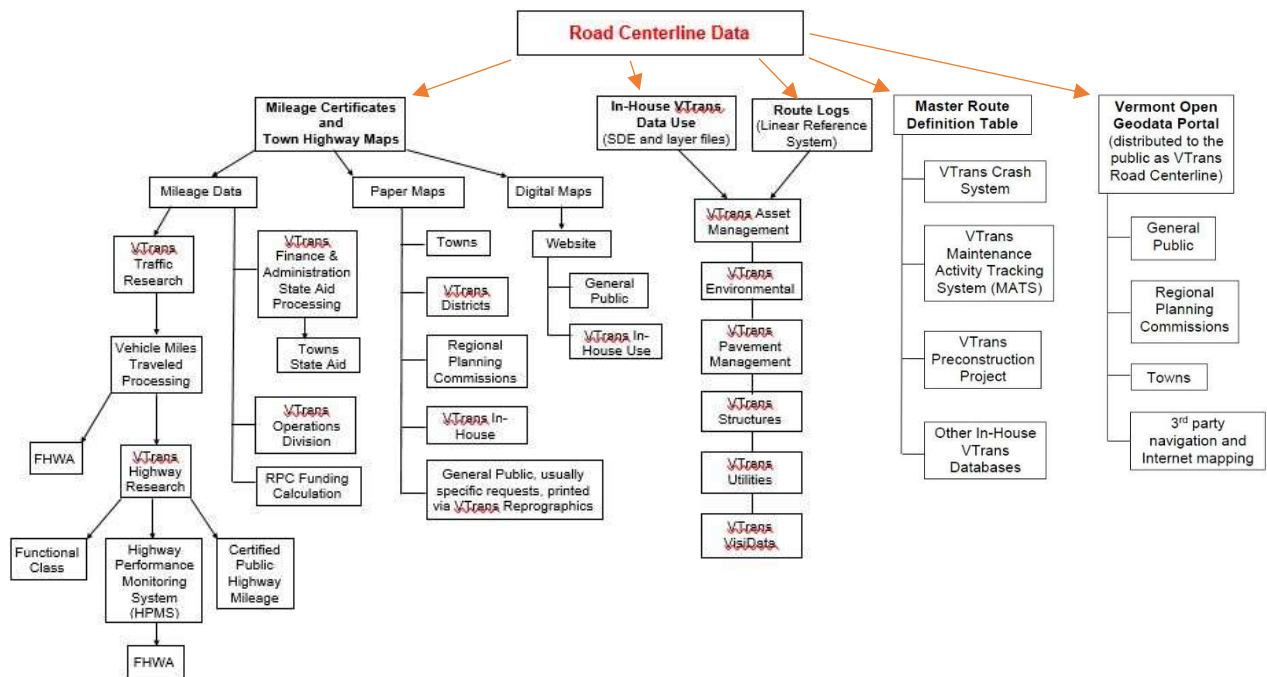 Road Centerline Data
Mileage Certificates
and
Town Highway Maps
In-House VTrans
Data Use
(SDE and layer files)
Route Logs
(Linear Reference
System)
Master Route
Definition Table
Vermont Open
Geodata Portal
(distributed to the
public as VTrans
Road Centerline)
Mileage Data
Paper Maps
Digital Maps
VTrans
Traffic
Research
Vehicle Miles
Traveled
Processing
FHWA
VTrans
Highway
Research
Functional
Class
Highway
Performance
Monitoring
System
(HPMS)
Certified
Public
Highway
Mileage
FHWA
VTrans
Finance &
Administration
State Aid
Processing
Towns
State Aid
VTrans
Operations
Division
RPC Funding
Calculation
Towns
VTrans
Districts
Regional
Planning
Commissions
VTrans In-
House
General Public, usually
specific requests, printed
via VTrans Reprographics
Website
General
Public
VTrans In-
House Use
VTrans Asset
Management
VTrans
Environmental
VTrans
Pavement
Management
VTrans
Structures
VTrans
Utilities
VTrans
VisiData
VTrans Crash
System
VTrans
Maintenance
Activity Tracking
System (MATS)
VTrans
Preconstruction
Project
Other In-House
VTrans
Databases
General
Public
Regional
Planning
Commissions
Towns
3rd party
navigation and
Internet mapping